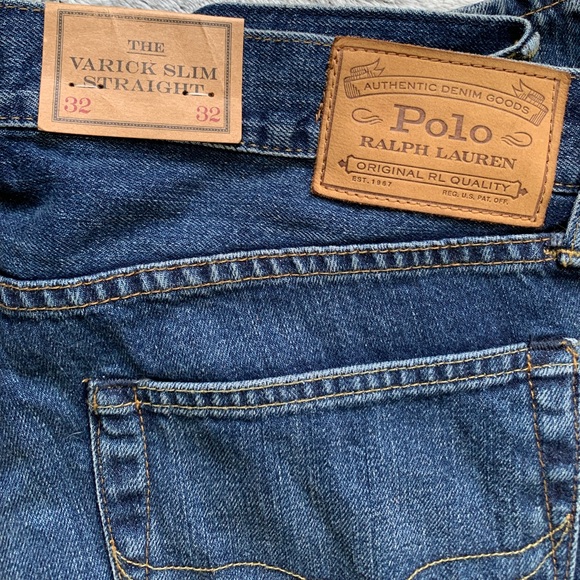 THE
VARICK SLIM
STRAIGHT
32 32
AUTHENTIC DENIM GOODS
Polo
RALPH LAUREN
ORIGINAL RL QUALITY
EST. 1967 REG. U.S. PAT. OFF.